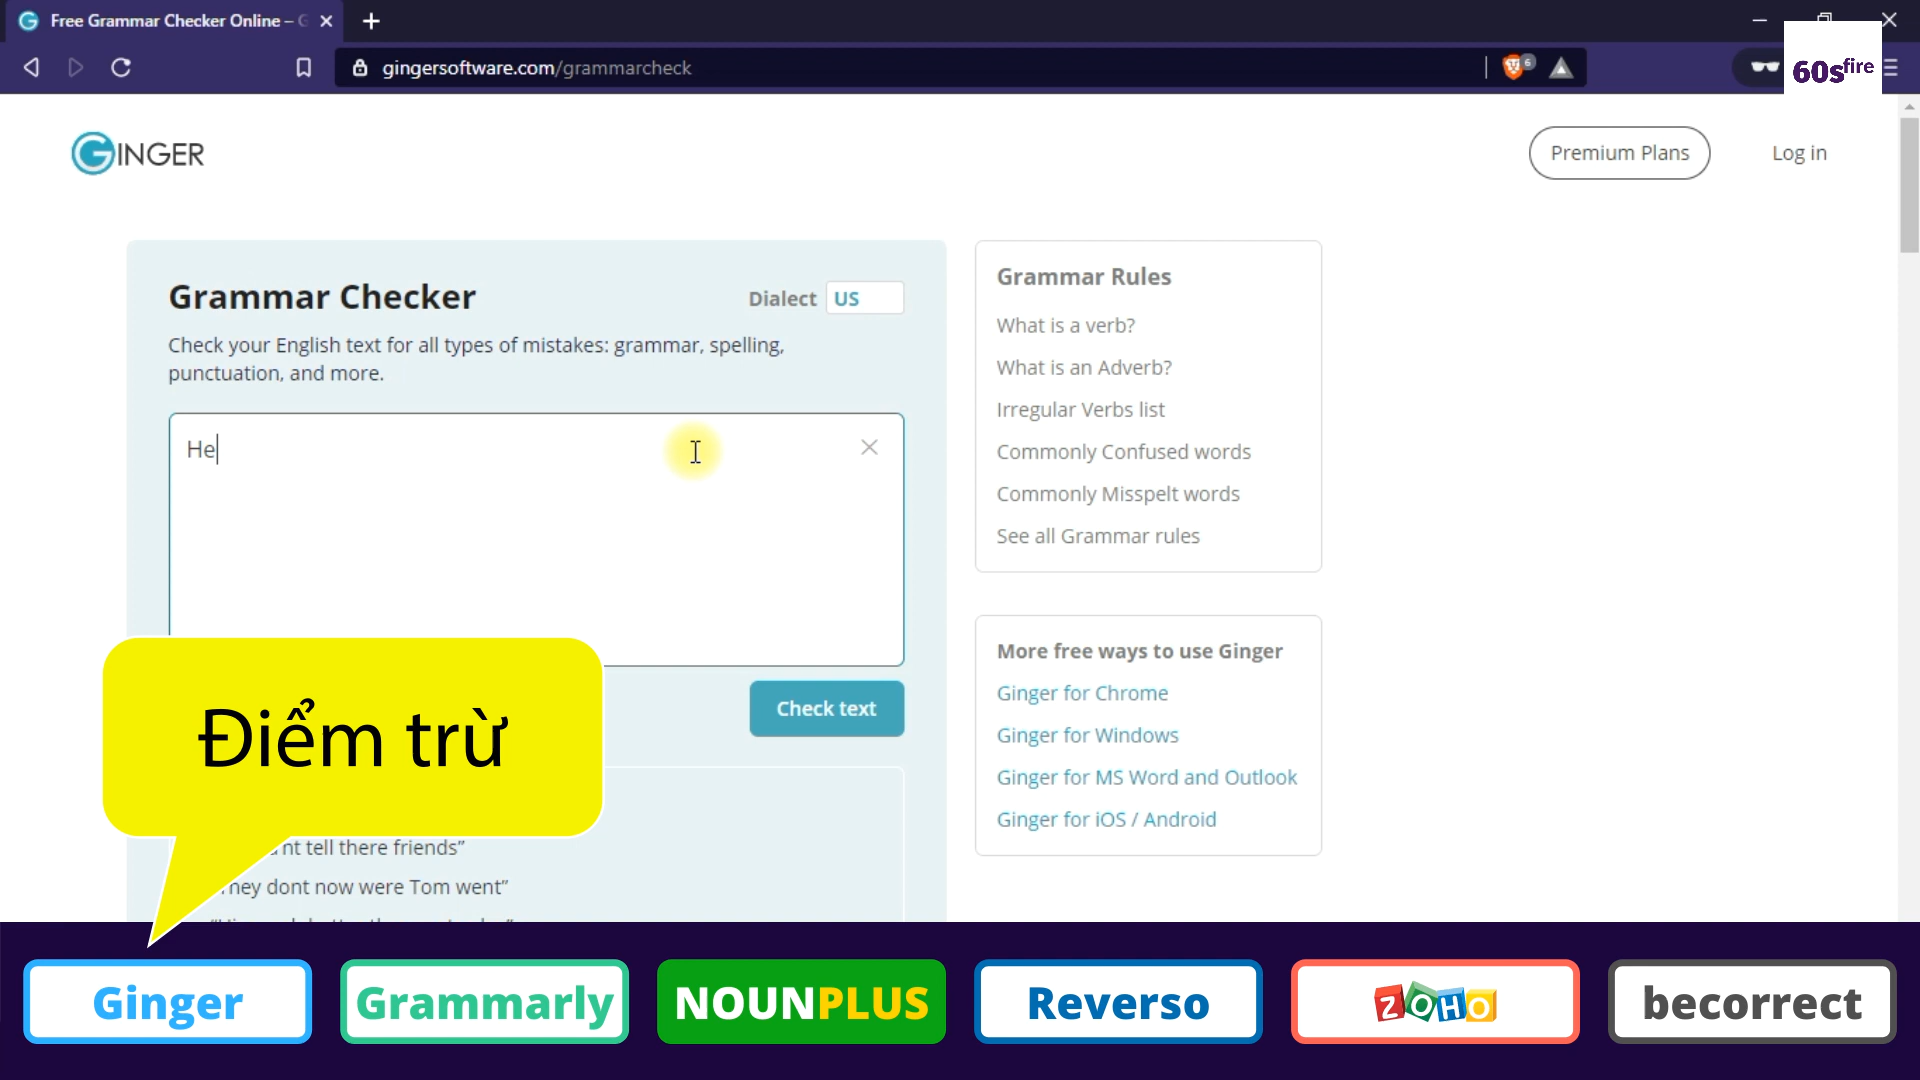 Free Grammar Checker Online – G
gingersoftware.com/grammarcheck
6
60sfire
GINGER
Premium Plans
Log in
Grammar Checker
Dialect US
Check your English text for all types of mistakes: grammar, spelling,
punctuation, and more.
He
Check text
Điểm trừ
nt tell there friends”
They dont now were Tom went”
Grammar Rules
What is a verb?
What is an Adverb?
Irregular Verbs list
Commonly Confused words
Commonly Misspelt words
See all Grammar rules
More free ways to use Ginger
Ginger for Chrome
Ginger for Windows
Ginger for MS Word and Outlook
Ginger for iOS / Android
Ginger
Grammarly
NOUNPLUS
Reverso
ZOHO
becorrect